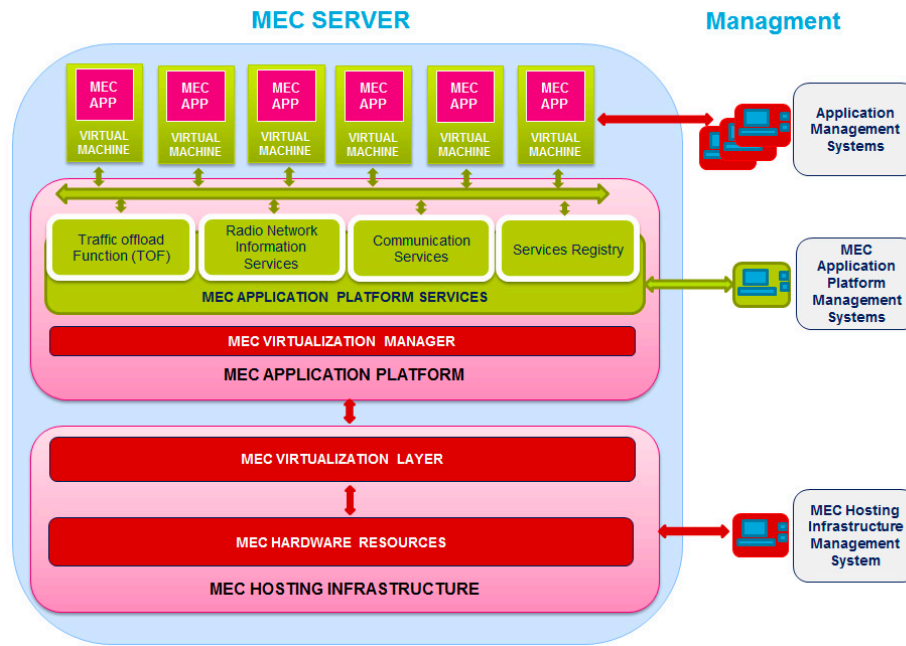 MEC SERVER
Managment
MEC
APP
VIRTUAL
MACHINE
MEC
APP
VIRTUAL
MACHINE
MEC
APP
VIRTUAL
MACHINE
MEC
APP
VIRTUAL
MACHINE
MEC
APP
VIRTUAL
MACHINE
MEC
APP
VIRTUAL
MACHINE
Application
Management
Systems
Traffic offload
Function (TOF)
Radio Network
Information
Services
Communication
Services
Services Registry
MEC APPLICATION PLATFORM SERVICES
MEC
Application
Platform
Management
Systems
MEC VIRTUALIZATION MANAGER
MEC APPLICATION PLATFORM
MEC VIRTUALIZATION LAYER
MEC HARDWARE RESOURCES
MEC HOSTING INFRASTRUCTURE
MEC Hosting
Infrastructure
Management
System